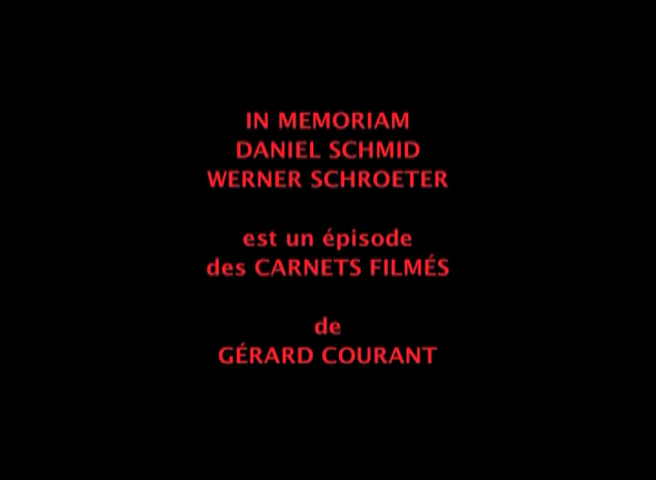 IN MEMORIAM
DANIEL SCHMID
WERNER SCHROETER
est un épisode
des CARNETS FILMÉS
de
GÉRARD COURANT